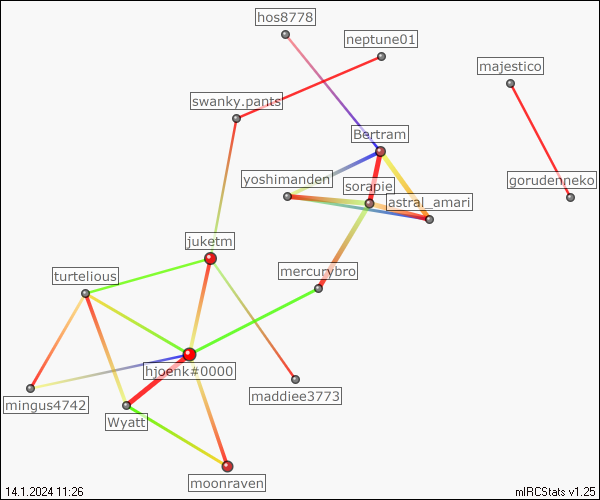 hos8778
neptune01
majestico
swanky.pants
Bertram
yoshimanden
sorapie
gorudenneko
astral_amari
juketm
mercurybro
turtelious
hjoenk#0000
maddiee3773
mingus4742
Wyatt
moonraven
14.1.2024 11:26
mIRCStats v1.25